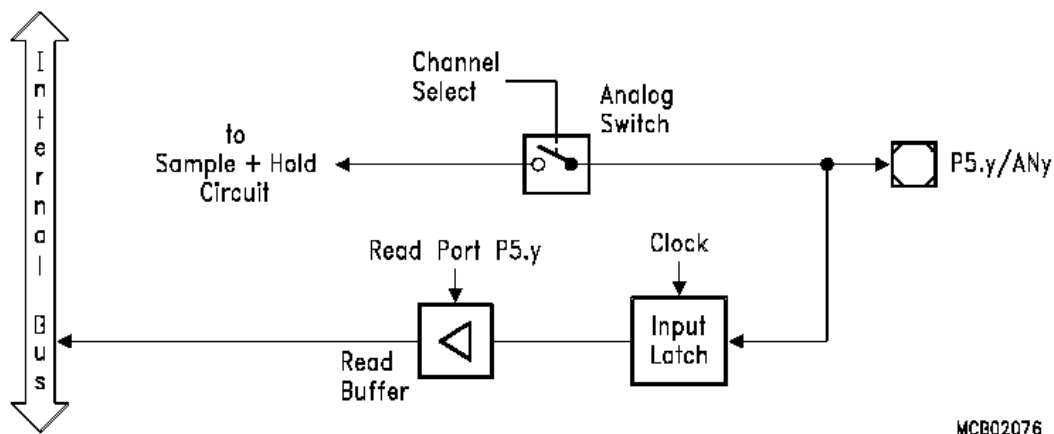 Internal Bus
Channel
Select
Analog
Switch
to
Sample + Hold
Circuit
P5.y/ANy
Read Port P5.y
Clock
Input
Latch
Read
Buffer
MCB02076